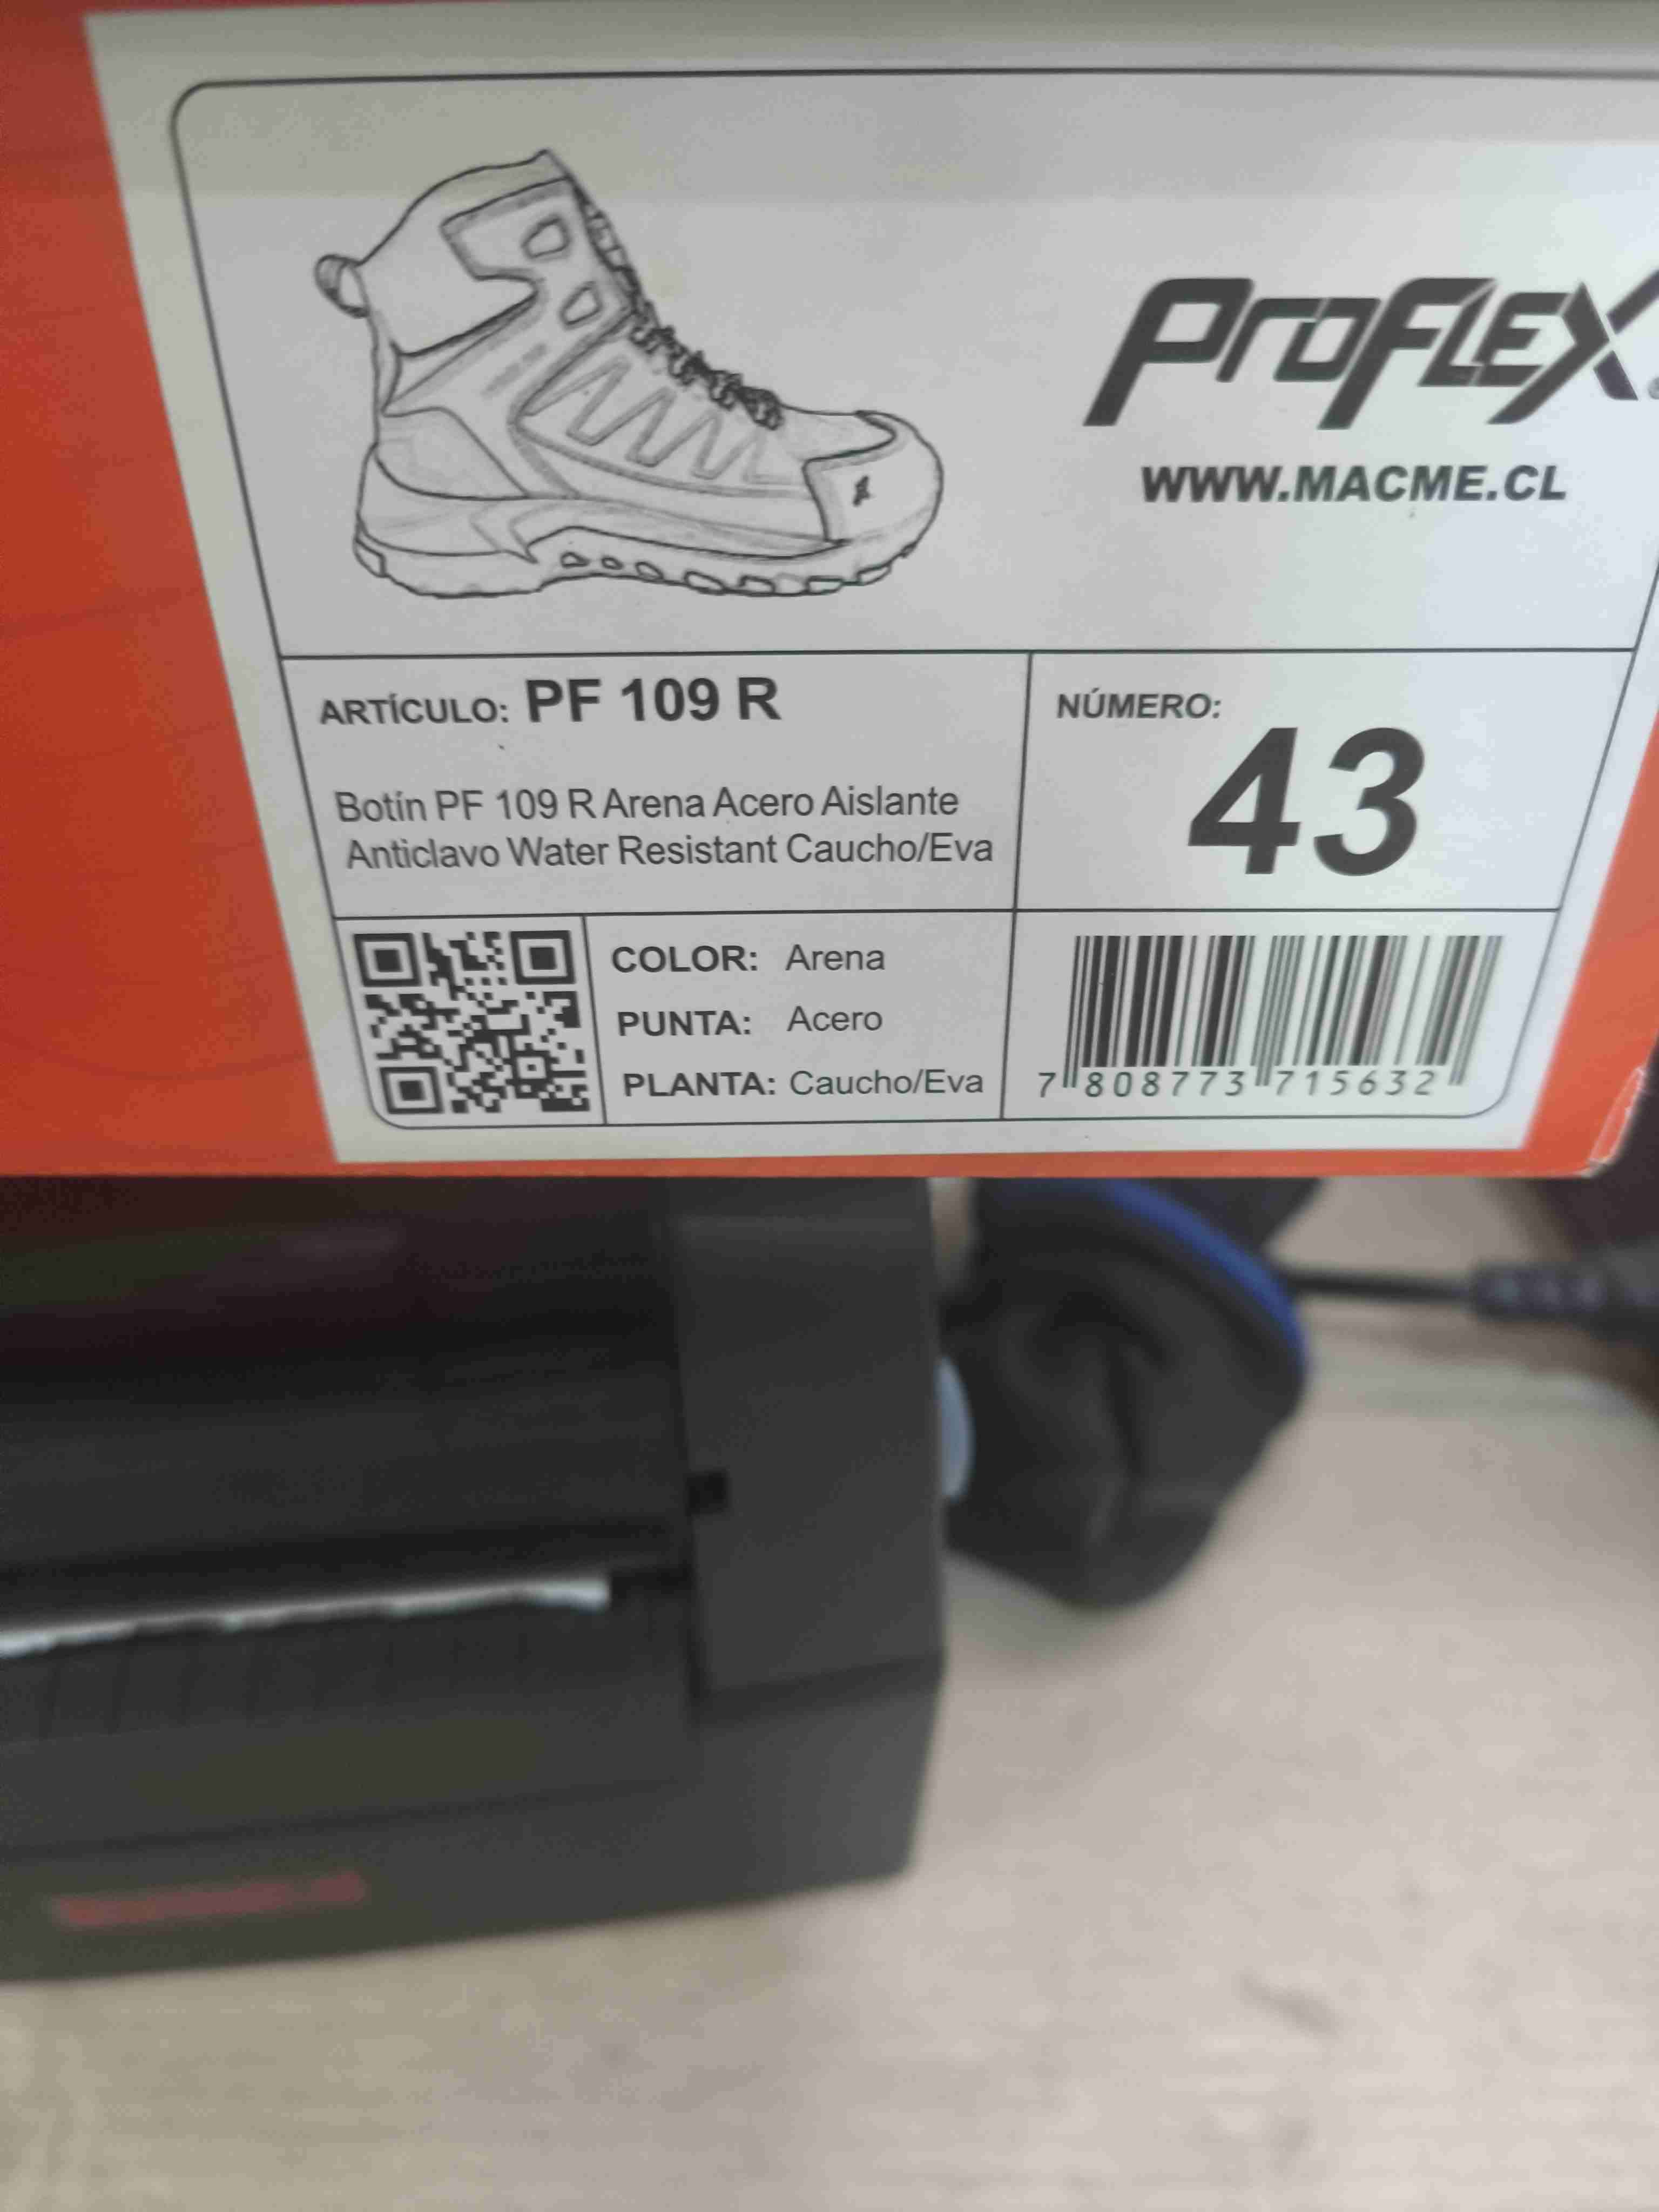 ProFLEX
WWW.MACME.CL
ARTÍCULO: PF 109 R
NÚMERO:
43
Botín PF 109 R Arena Acero Aislante
Anticlavo Water Resistant Caucho/Eva
COLOR: Arena
PUNTA: Acero
PLANTA: Caucho/Eva
7 808773 715632